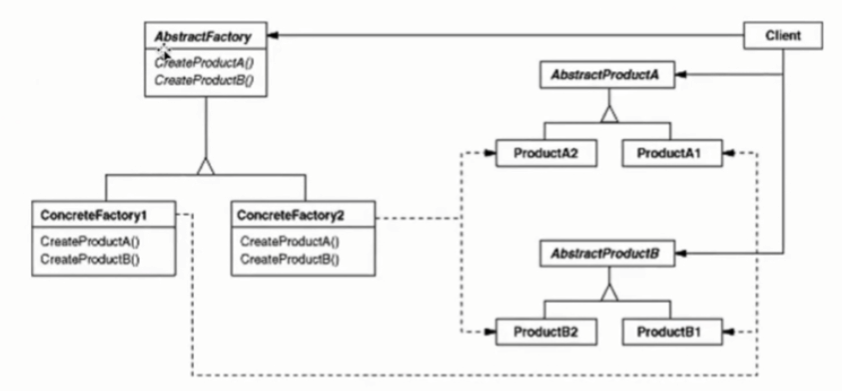 AbstractFactory
CreateProductA()
CreateProductB()
Client
AbstractProductA
ProductA2
ProductA1
ConcreteFactory1
CreateProductA()
CreateProductB()
ConcreteFactory2
CreateProductA()
CreateProductB()
AbstractProductB
ProductB2
ProductB1